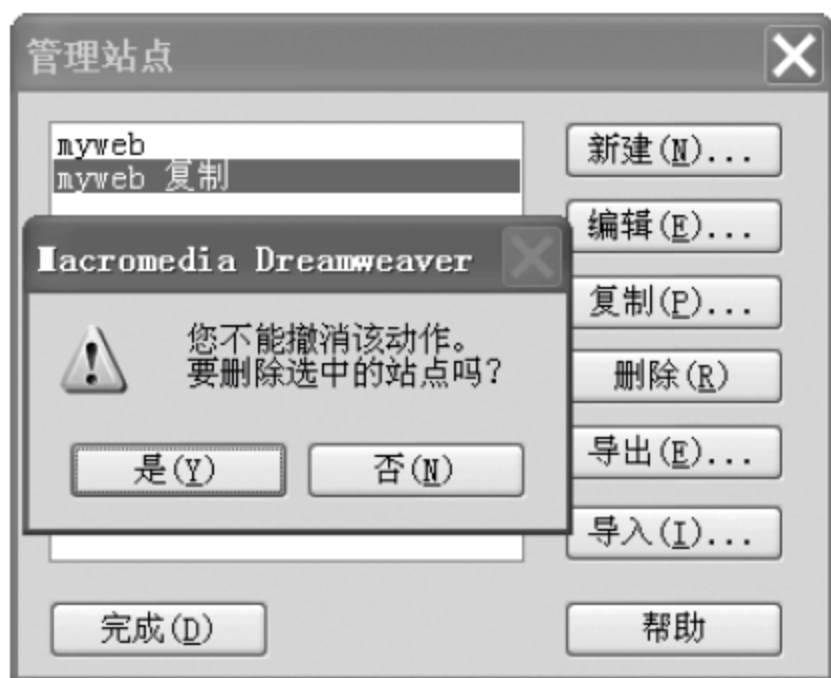 管理站点
myweb
myweb 复制
新建(N)...
编辑(E)...
复制(P)...
删除(R)
导出(E)...
导入(I)...
Macromedia Dreamweaver
您不能撤消该动作。
要删除选中的站点吗?
是(Y)
否(N)
完成(D)
帮助